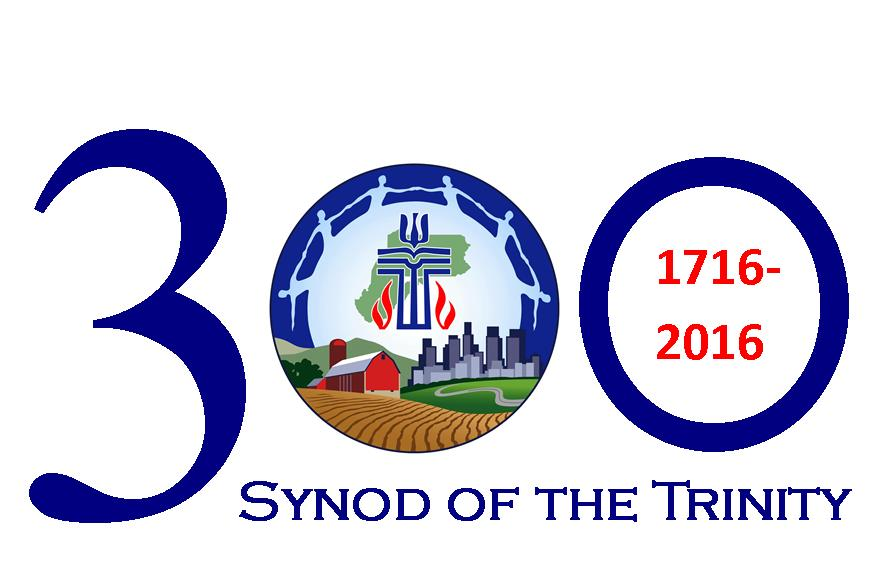 300
1716-
2016
SYNOD OF THE TRINITY